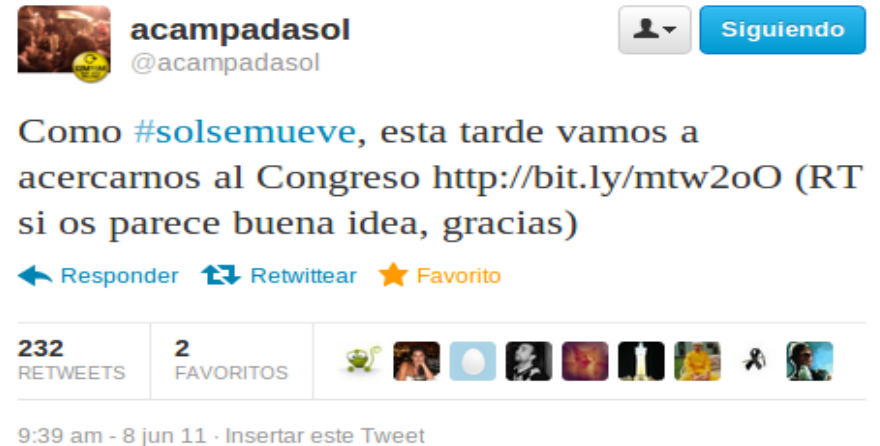 acampadasol
@acampadasol
Siguiendo
Como #solsemueve, esta tarde vamos a
acercarnos al Congreso http://bit.ly/mtw2oO (RT
si os parece buena idea, gracias)
Responder Retwittear Favorito
232 2
RETWEETS FAVORITOS
9:39 am - 8 jun 11 · Insertar este Tweet